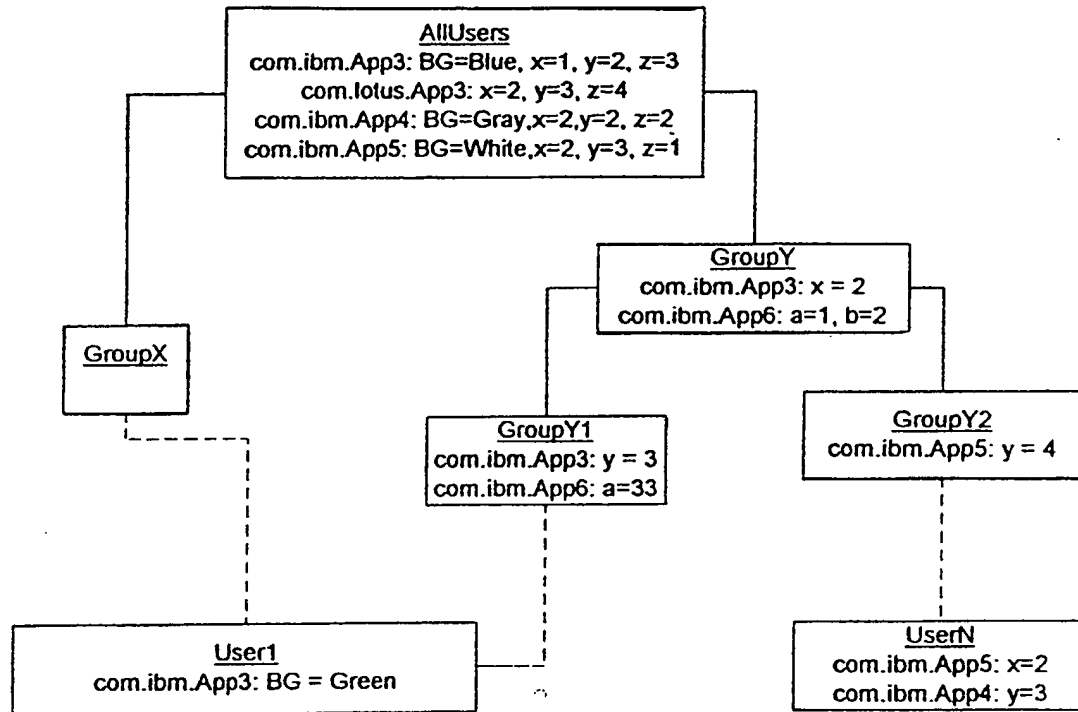 AllUsers
com.ibm.App3: BG=Blue, x=1, y=2, z=3
com.lotus.App3: x=2, y=3, z=4
com.ibm.App4: BG=Gray,x=2,y=2, z=2
com.ibm.App5: BG=White,x=2, y=3, z=1
GroupY
com.ibm.App3: x = 2
com.ibm.App6: a=1, b=2
GroupX
GroupY1
com.ibm.App3: y = 3
com.ibm.App6: a=33
GroupY2
com.ibm.App5: y = 4
User1
com.ibm.App3: BG = Green
UserN
com.ibm.App5: x=2
com.ibm.App4: y=3